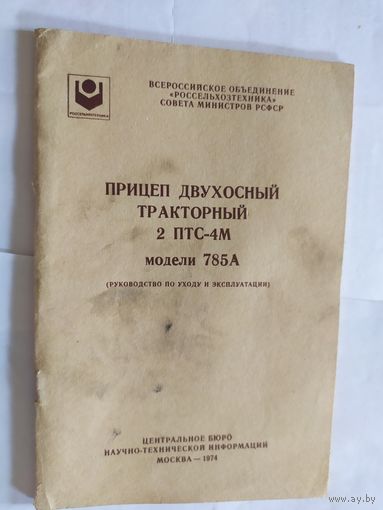 ВСЕРОССИЙСКОЕ ОБЪЕДИНЕНИЕ
«РОССЕЛЬХОЗТЕХНИКА»
СОВЕТА МИНИСТРОВ РСФСР
РОССЕЛЬХОЗТЕХНИКА
ПРИЦЕП ДВУХОСНЫЙ
ТРАКТОРНЫЙ
2 ПТС-4М
модели 785А
(РУКОВОДСТВО ПО УХОДУ И ЭКСПЛУАТАЦИИ)
ЦЕНТРАЛЬНОЕ БЮРО
НАУЧНО-ТЕХНИЧЕСКОЙ ИНФОРМАЦИИ
МОСКВА — 1974
www.ay.by